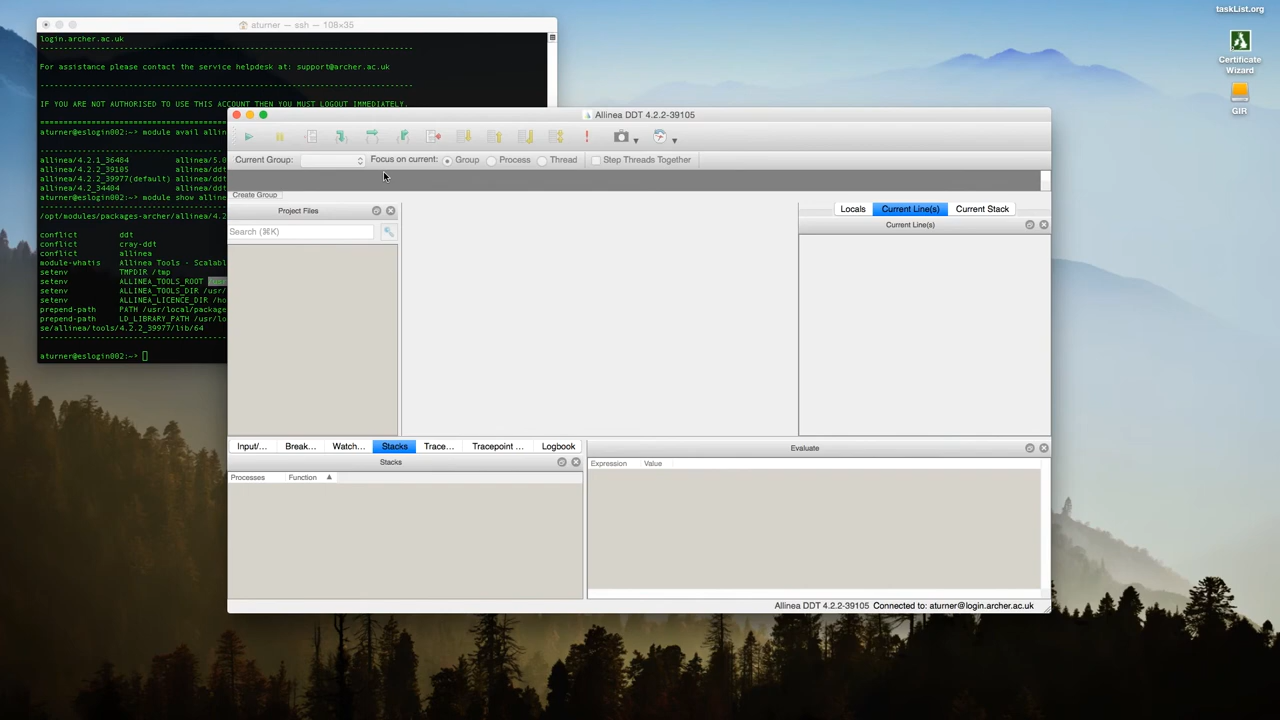 taskList.org
Certificate
Wizard
GIR
aturner — ssh — 108×35
login.archer.ac.uk
For assistance please contact the service helpdesk at: support@archer.ac.uk
IF YOU ARE NOT AUTHORISED TO USE THIS ACCOUNT THEN YOU MUST LOGOUT IMMEDIATELY.
aturner@eslogin002:~> module avail allin
allinea/4.2.1_36484 allinea/5.0
allinea/4.2.2_39105 allinea/ddt
allinea/4.2.2_39977(default) allinea/ddt
allinea/4.2_34404 allinea/ddt
aturner@eslogin002:~> module show alline
/opt/modules/packages-archer/allinea/4.2
conflict ddt
conflict cray-ddt
conflict allinea
module-whatis Allinea Tools - Scalabl
setenv TMPDIR /tmp
setenv ALLINEA_TOOLS_ROOT
setenv ALLINEA_TOOLS_DIR /usr/
setenv ALLINEA_LICENCE_DIR /ho
prepend-path PATH /usr/local/package
prepend-path LD_LIBRARY_PATH /usr/lo
se/allinea/tools/4.2.2_39977/lib/64
aturner@eslogin002:~>
Allinea DDT 4.2.2-39105
Current Group: Focus on current: Group Process Thread Step Threads Together
Create Group
Project Files
Search (⌘K)
Locals Current Line(s) Current Stack
Current Line(s)
Input/... Break... Watch... Stacks Trace... Tracepoint ... Logbook
Stacks
Processes Function
Evaluate
Expression Value
Allinea DDT 4.2.2-39105 Connected to: aturner@login.archer.ac.uk